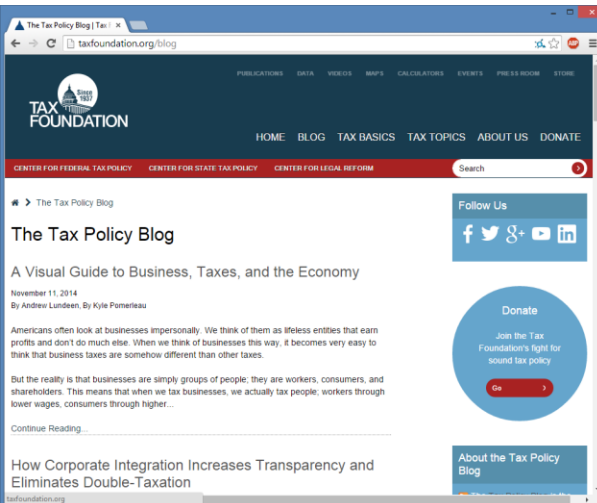 The Tax Policy Blog | Tax F
taxfoundation.org/blog
ABP
PUBLICATIONS DATA VIDEOS MAPS CALCULATORS EVENTS PRESS ROOM STORE
Since
1937
TAX
FOUNDATION
HOME BLOG TAX BASICS TAX TOPICS ABOUT US DONATE
CENTER FOR FEDERAL TAX POLICY CENTER FOR STATE TAX POLICY CENTER FOR LEGAL REFORM Search
The Tax Policy Blog
The Tax Policy Blog
A Visual Guide to Business, Taxes, and the Economy
November 11, 2014
By Andrew Lundeen, By Kyle Pomerleau
Americans often look at businesses impersonally. We think of them as lifeless entities that earn
profits and don't do much else. When we think of businesses this way, it becomes very easy to
think that business taxes are somehow different than other taxes.
But the reality is that businesses are simply groups of people; they are workers, consumers, and
shareholders. This means that when we tax businesses, we actually tax people; workers through
lower wages, consumers through higher...
Continue Reading...
How Corporate Integration Increases Transparency and
Eliminates Double-Taxation
taxfoundation.org
Follow Us
Donate
Join the Tax
Foundation's fight for
sound tax policy
Go
About the Tax Policy
Blog